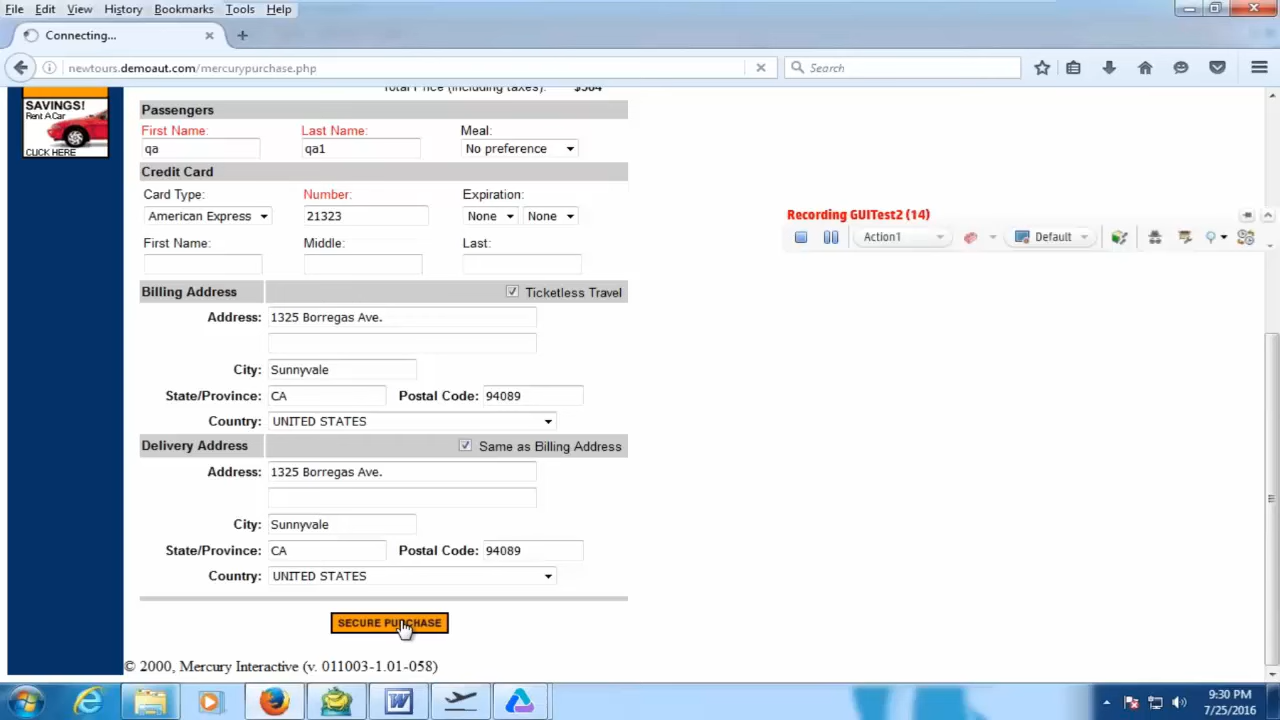 File Edit View History Bookmarks Tools Help
Connecting...
newtours.demoaut.com/mercurypurchase.php
Search
Total Price (including taxes): $584
SAVINGS!
Rent A Car
CLICK HERE
Passengers
First Name: Last Name: Meal:
qa qa1 No preference
Credit Card
Card Type: Number: Expiration:
American Express 21323 None None
First Name: Middle: Last:
Recording GUITest2 (14)
Action1 Default
Billing Address Ticketless Travel
Address: 1325 Borregas Ave.
City: Sunnyvale
State/Province: CA Postal Code: 94089
Country: UNITED STATES
Delivery Address Same as Billing Address
Address: 1325 Borregas Ave.
City: Sunnyvale
State/Province: CA Postal Code: 94089
Country: UNITED STATES
SECURE PURCHASE
© 2000, Mercury Interactive (v. 011003-1.01-058)
9:30 PM
7/25/2016